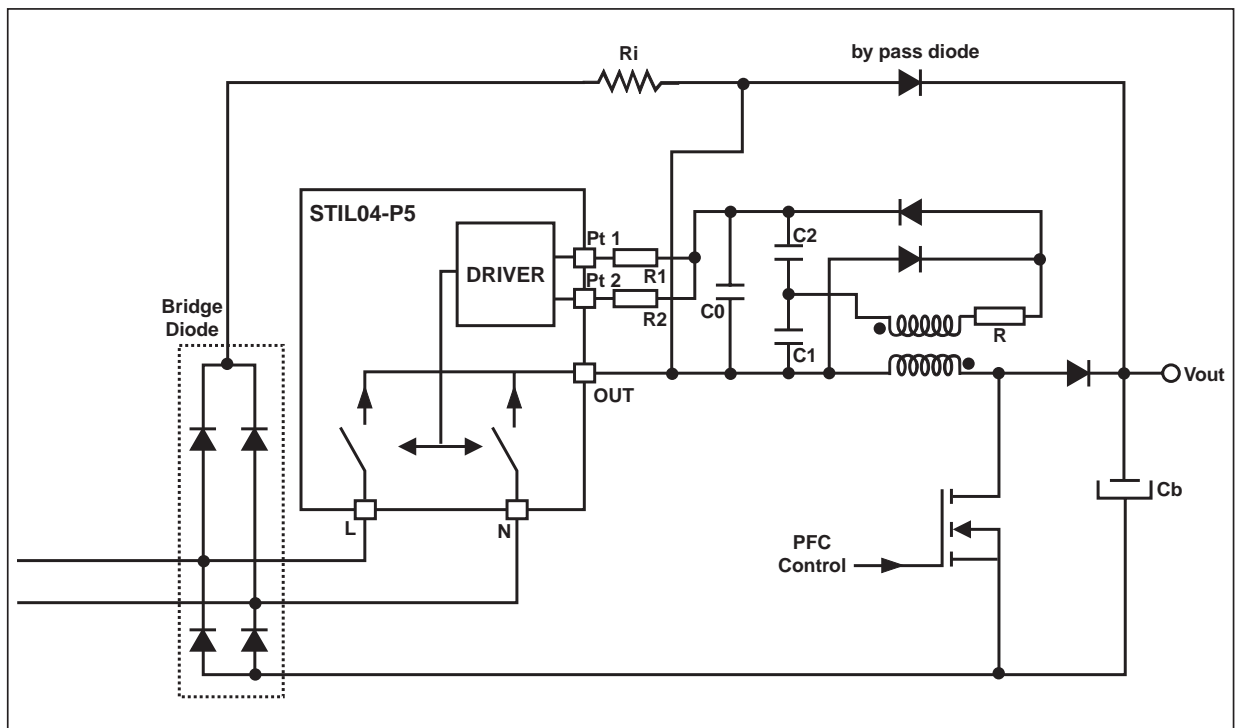 Ri
by pass diode
STIL04-P5
Pt 1
C2
DRIVER
R1
Pt 2
Bridge
Diode
R2
C0
R
C1
OUT
Vout
L
N
Cb
PFC
Control